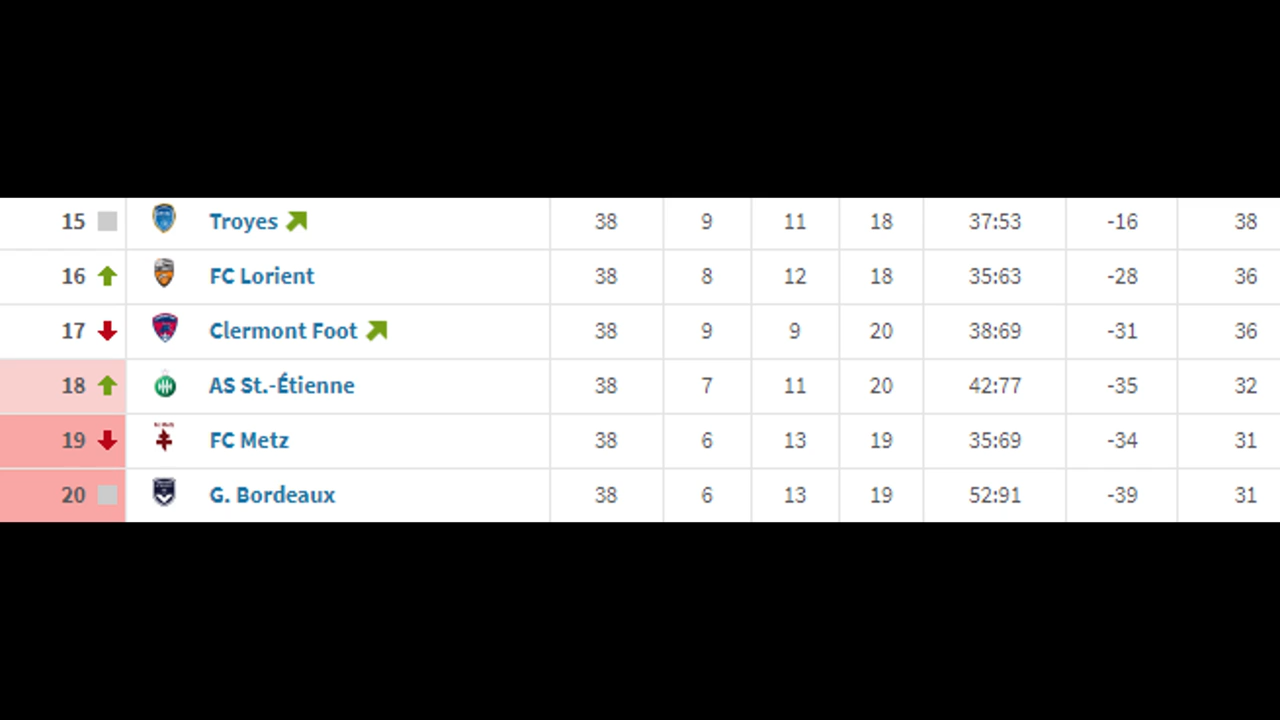 15 Troyes 38 9 11 18 37:53 -16 38
16 FC Lorient 38 8 12 18 35:63 -28 36
17 Clermont Foot 38 9 9 20 38:69 -31 36
18 AS St.-Étienne 38 7 11 20 42:77 -35 32
19 FC Metz 38 6 13 19 35:69 -34 31
20 G. Bordeaux 38 6 13 19 52:91 -39 31